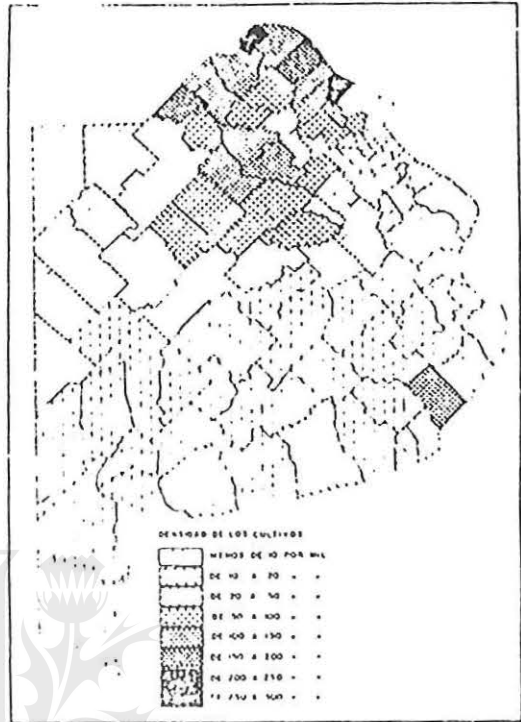 DENSIDAD DE LOS CULTIVOS
MENOS DE 10 POR MIL
DE 10 A 20 " "
DE 20 A 50 " "
DE 50 A 100 " "
DE 100 A 150 " "
DE 150 A 200 " "
DE 200 A 250 " "
DE 250 A 500 " "